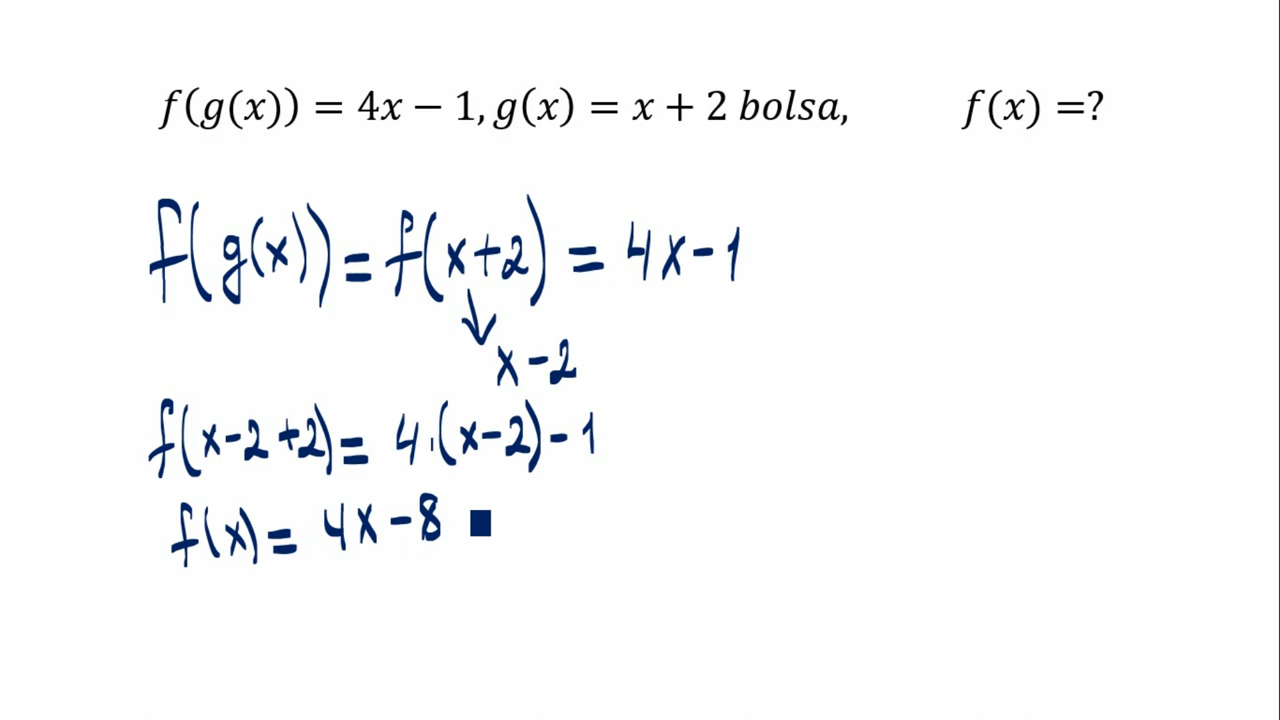 f(g(x)) = 4x − 1, g(x) = x + 2 bolsa, f(x) =?
f(g(x)) = f(x+2) = 4x-1
↓
x-2
f(x-2+2) = 4·(x-2)-1
f(x) = 4x-8